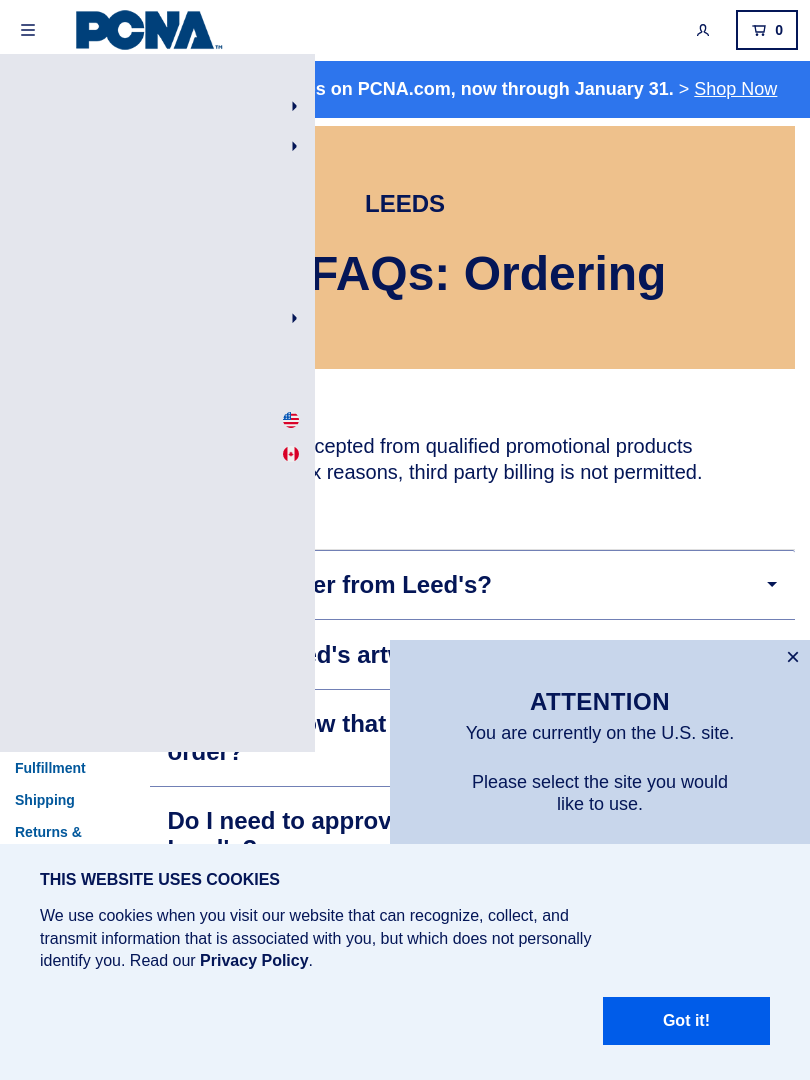 PCNA™
0
s on PCNA.com, now through January 31. > Shop Now
LEEDS
FAQs: Ordering
cepted from qualified promotional products
x reasons, third party billing is not permitted.
er from Leed's?
ed's artw
ow that
order?
Fulfillment
Shipping
Returns &
Do I need to approv
ATTENTION
You are currently on the U.S. site.
Please select the site you would
like to use.
THIS WEBSITE USES COOKIES
We use cookies when you visit our website that can recognize, collect, and
transmit information that is associated with you, but which does not personally
identify you. Read our Privacy Policy.
Got it!